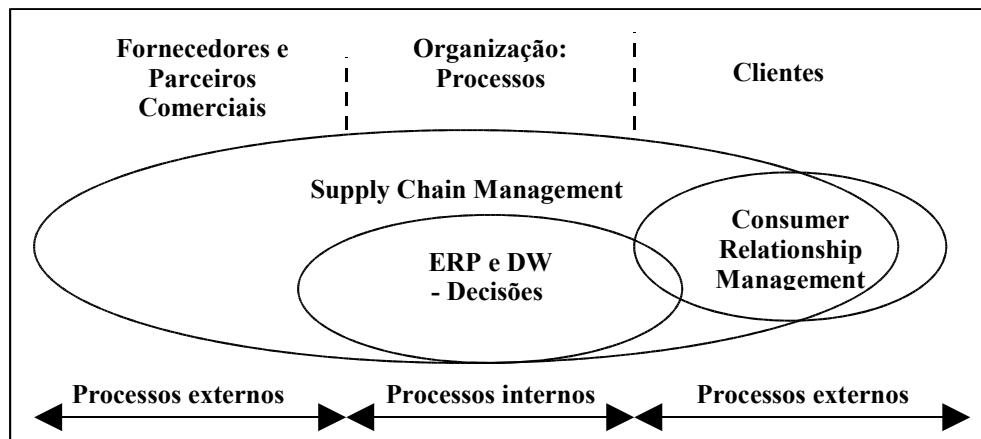 Fornecedores e
Parceiros
Comerciais
Organização:
Processos
Clientes
Supply Chain Management
ERP e DW
- Decisões
Consumer
Relationship
Management
Processos externos
Processos internos
Processos externos